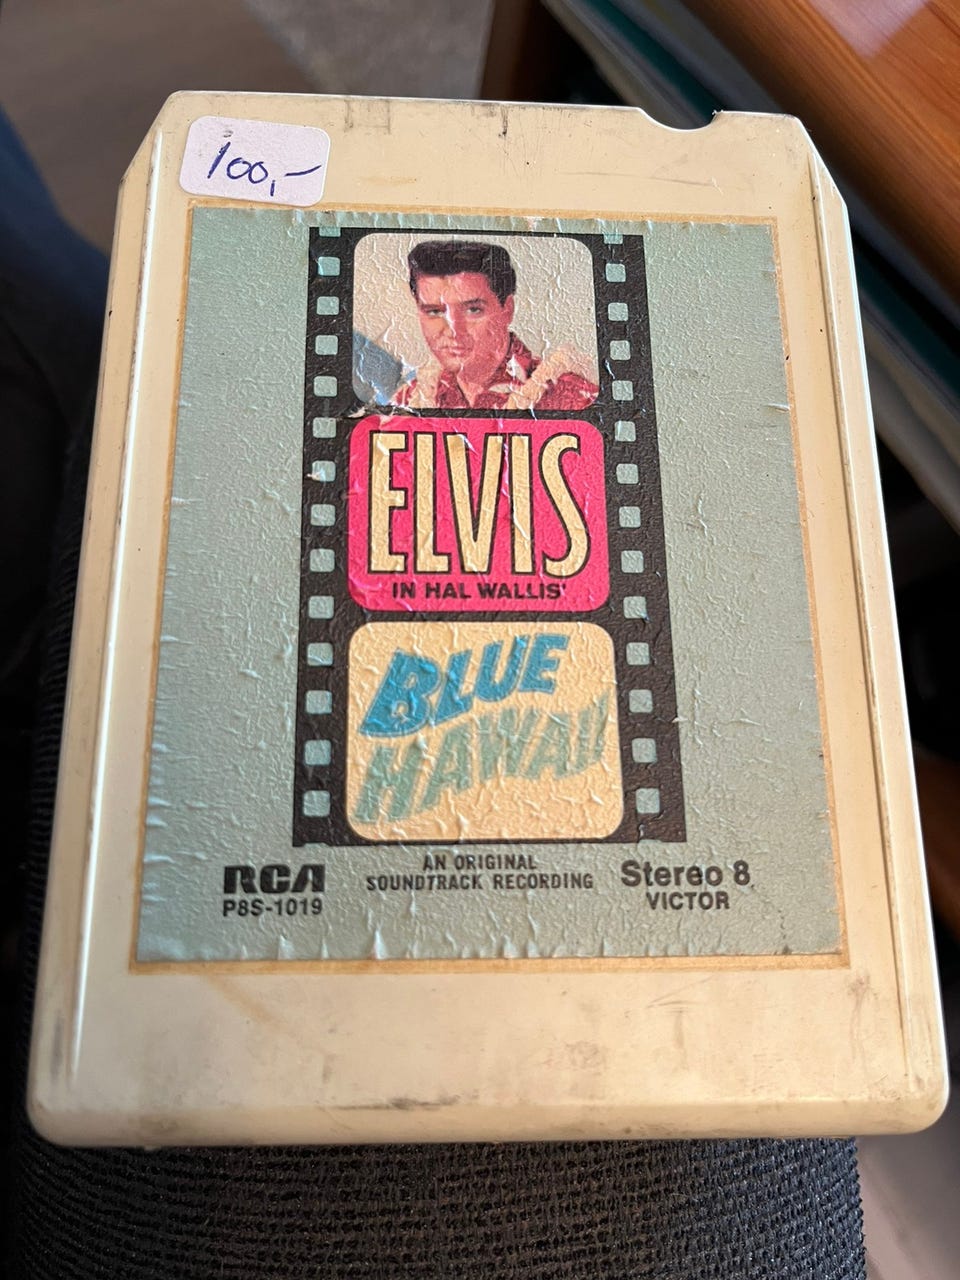 100,-
ELVIS
IN HAL WALLIS'
BLUE
HAWAII
AN ORIGINAL
SOUNDTRACK RECORDING
RCA
P8S-1019
Stereo 8
VICTOR